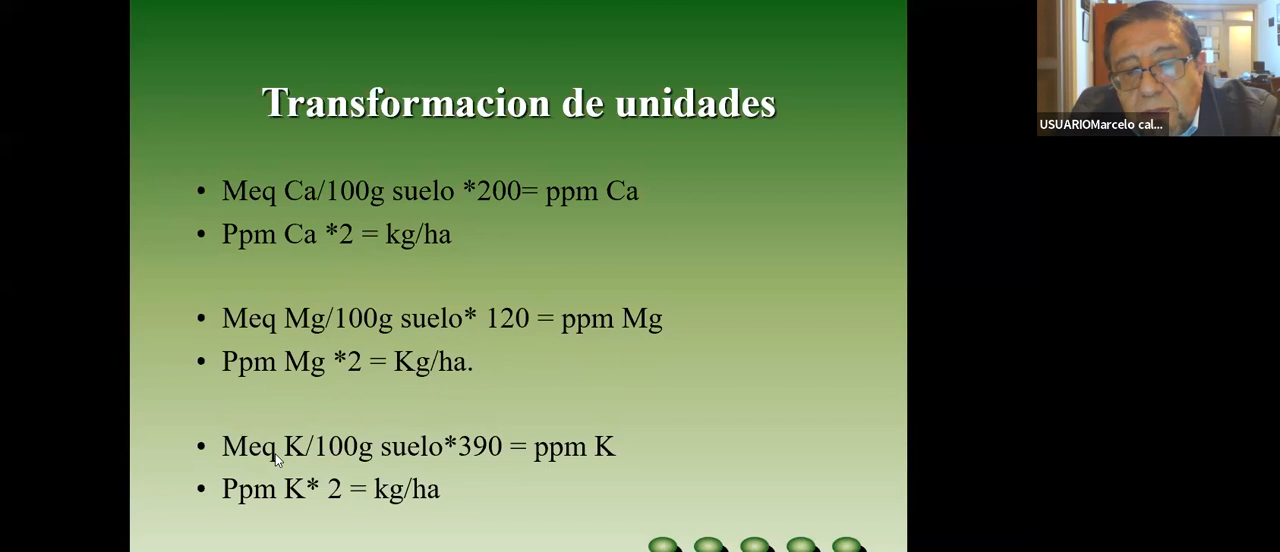 Transformacion de unidades
• Meq Ca/100g suelo *200= ppm Ca
• Ppm Ca *2 = kg/ha
• Meq Mg/100g suelo* 120 = ppm Mg
• Ppm Mg *2 = Kg/ha.
• Meq K/100g suelo*390 = ppm K
• Ppm K* 2 = kg/ha
USUARIOMarcelo cal...